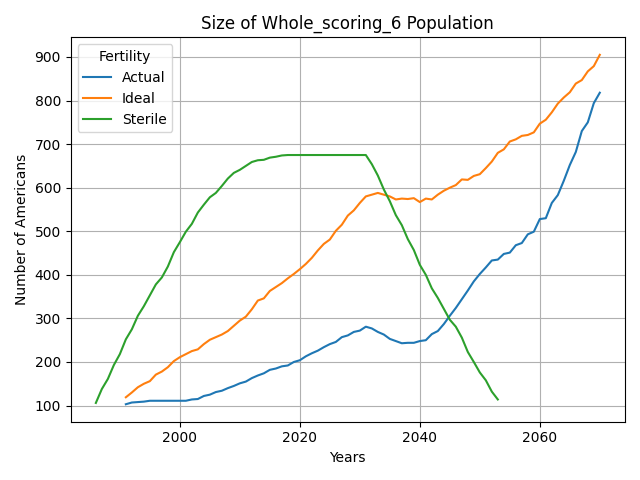 Size of Whole_scoring_6 Population
Fertility
Actual
Ideal
Sterile
Number of Americans
900
800
700
600
500
400
300
200
100
2000
2020
2040
2060
Years